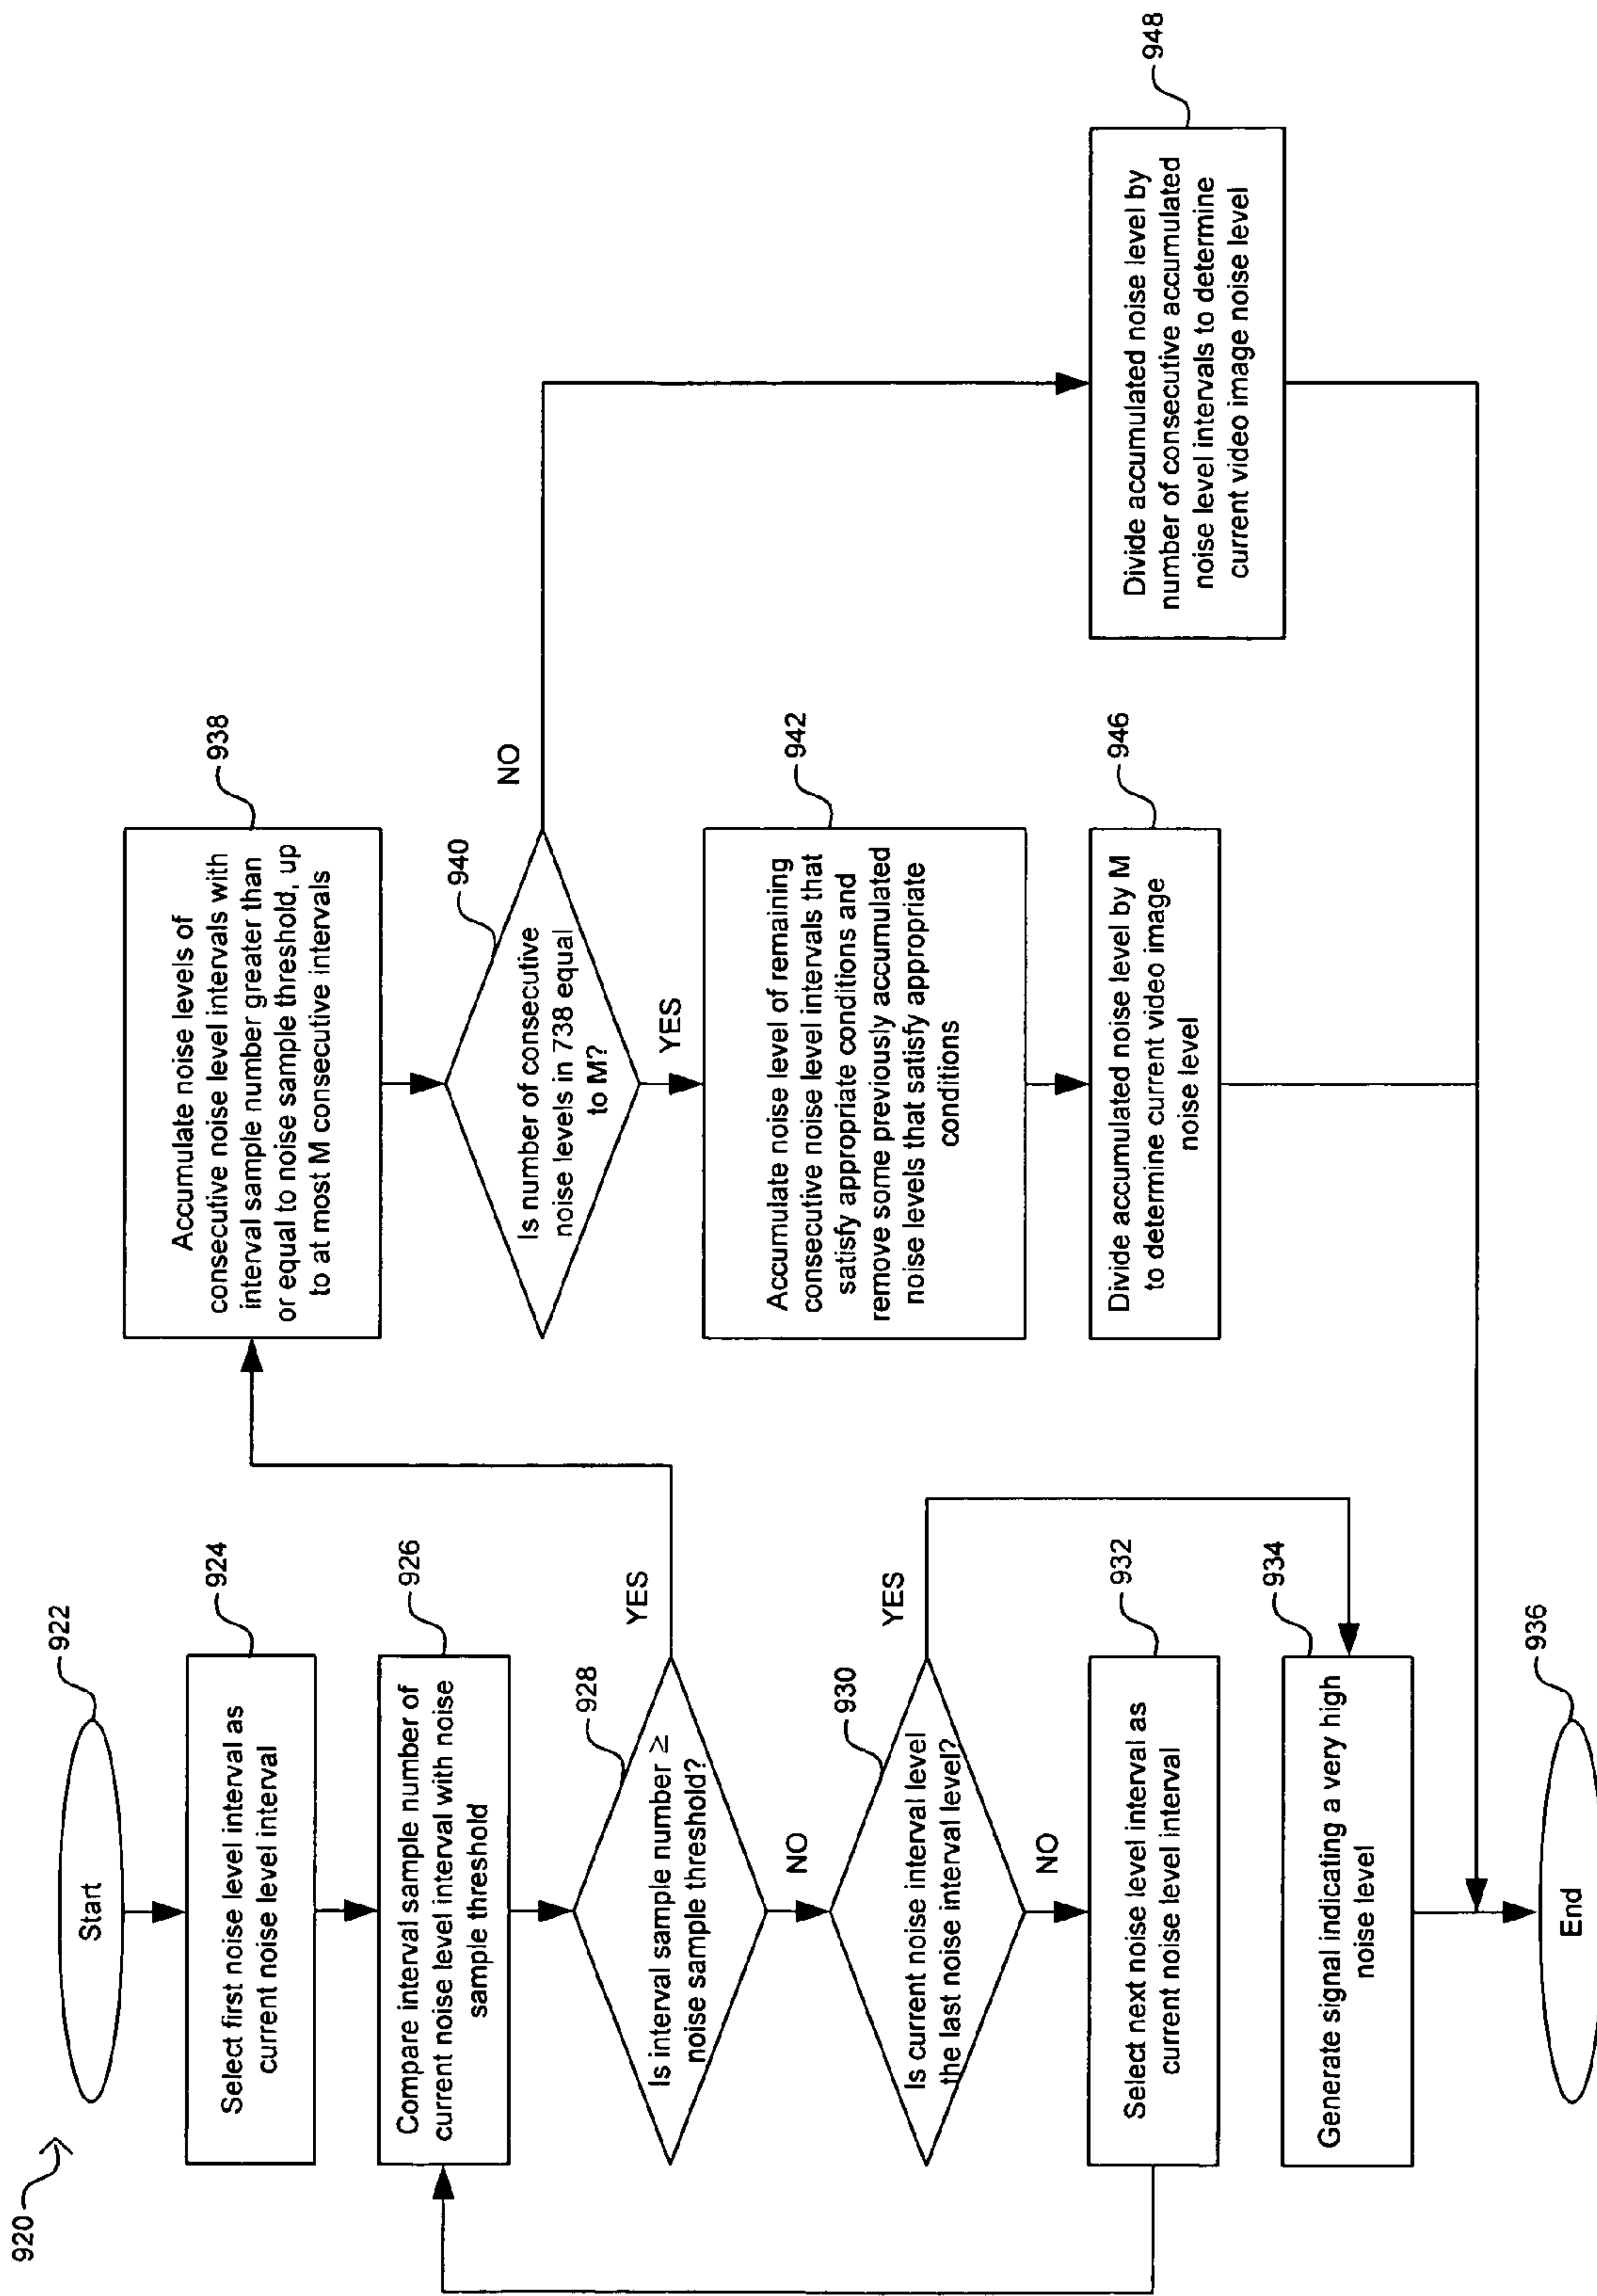 920
Start
922
Select first noise level interval as
current noise level interval
924
Compare interval sample number of
current noise level interval with noise
sample threshold
926
Is interval sample number ≥
noise sample threshold?
928
YES
NO
Is current noise interval level
the last noise interval level?
930
YES
NO
Select next noise level interval as
current noise level interval
932
Generate signal indicating a very high
noise level
934
End
936
Accumulate noise levels of
consecutive noise level intervals with
interval sample number greater than
or equal to noise sample threshold, up
to at most M consecutive intervals
938
Is number of consecutive
noise levels in 738 equal
to M?
940
NO
YES
Accumulate noise level of remaining
consecutive noise level intervals that
satisfy appropriate conditions and
remove some previously accumulated
noise levels that satisfy appropriate
conditions
942
Divide accumulated noise level by M
to determine current video image
noise level
946
Divide accumulated noise level by
number of consecutive accumulated
noise level intervals to determine
current video image noise level
948